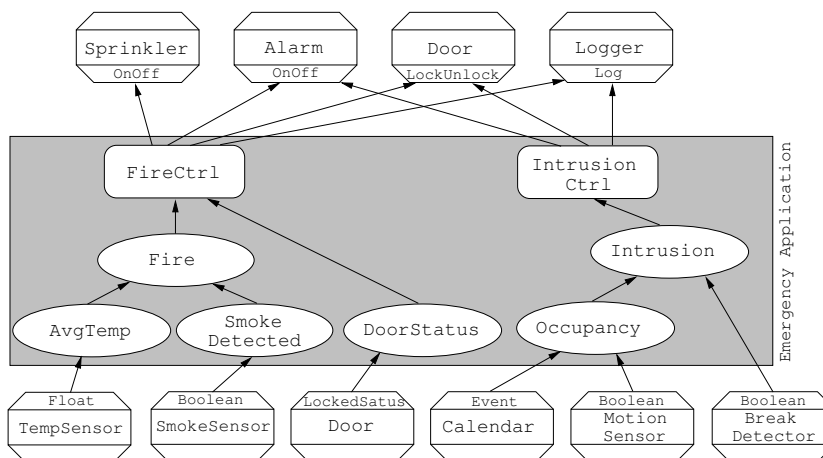 Sprinkler
OnOff
Alarm
OnOff
Door
LockUnlock
Logger
Log
FireCtrl
Intrusion
Ctrl
Fire
Intrusion
AvgTemp
Smoke
Detected
DoorStatus
Occupancy
Emergency Application
Float
TempSensor
Boolean
SmokeSensor
LockedSatus
Door
Event
Calendar
Boolean
Motion
Sensor
Boolean
Break
Detector